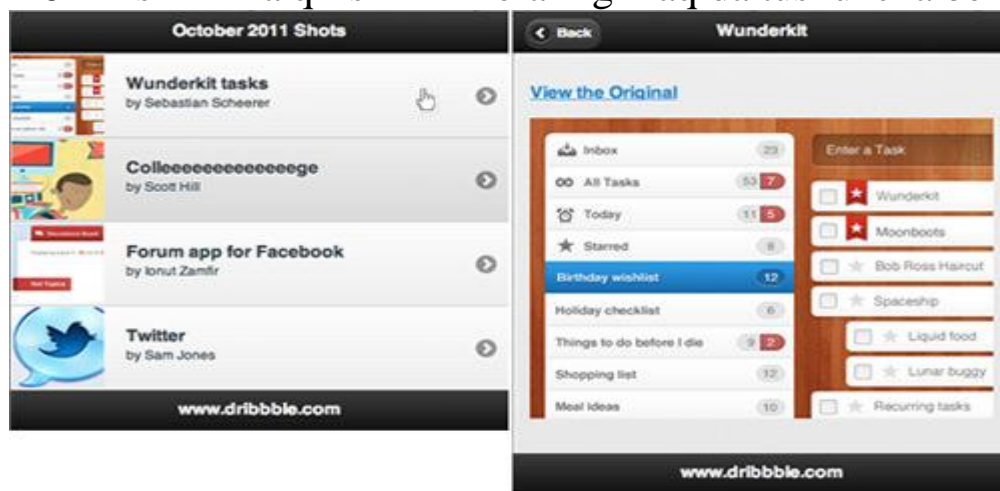 October 2011 Shots
Wunderkit tasks
by Sebastian Scheerer
Colleeeeeeeeeeeeege
by Scott Hill
Forum app for Facebook
by Ionut Zamfir
Twitter
by Sam Jones
www.dribbble.com
Back
Wunderkit
View the Original
Inbox 23
All Tasks 53 7
Today 11 5
Starred 8
Birthday wishlist 12
Holiday checklist 6
Things to do before I die 9 2
Shopping list 12
Meal ideas 10
Enter a Task
Wunderkit
Moonboots
Bob Ross Haircut
Spaceship
Liquid food
Lunar buggy
Recurring tasks
www.dribbble.com